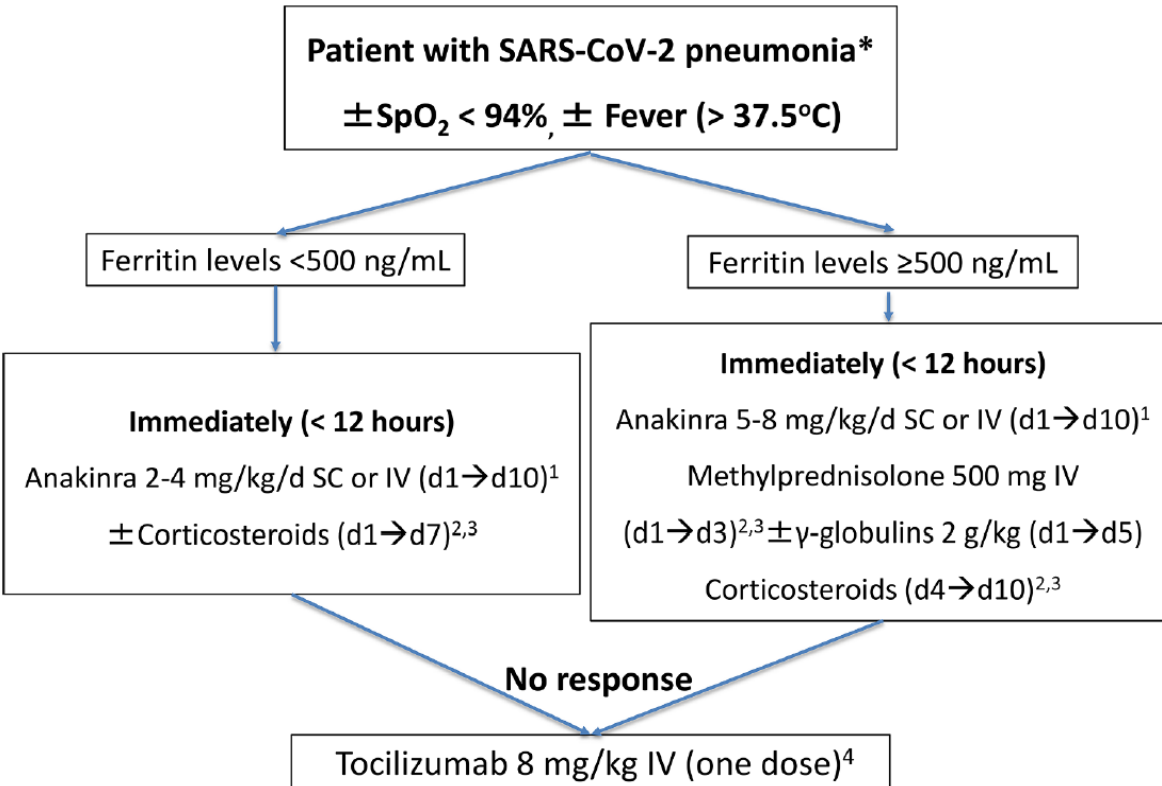 Patient with SARS-CoV-2 pneumonia*
±SpO₂ < 94%, ± Fever (> 37.5°C)
Ferritin levels <500 ng/mL
Ferritin levels ≥500 ng/mL
Immediately (< 12 hours)
Anakinra 2-4 mg/kg/d SC or IV (d1→d10)¹
±Corticosteroids (d1→d7)²,³
Immediately (< 12 hours)
Anakinra 5-8 mg/kg/d SC or IV (d1→d10)¹
Methylprednisolone 500 mg IV
(d1→d3)²,³ ±γ-globulins 2 g/kg (d1→d5)
Corticosteroids (d4→d10)²,³
No response
Tocilizumab 8 mg/kg IV (one dose)⁴